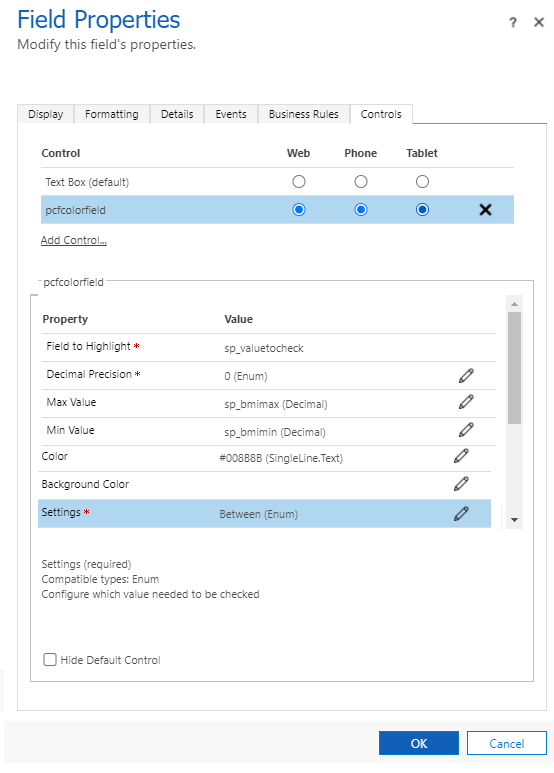 Field Properties
? ×
Modify this field's properties.
Display Formatting Details Events Business Rules Controls
Control Web Phone Tablet
Text Box (default)
pcfcolorfield
Add Control...
pcfcolorfield
Property Value
Field to Highlight * sp_valuetocheck
Decimal Precision * 0 (Enum)
Max Value sp_bmimax (Decimal)
Min Value sp_bmimin (Decimal)
Color #008B8B (SingleLine.Text)
Background Color
Settings * Between (Enum)
Settings (required)
Compatible types: Enum
Configure which value needed to be checked
Hide Default Control
OK Cancel